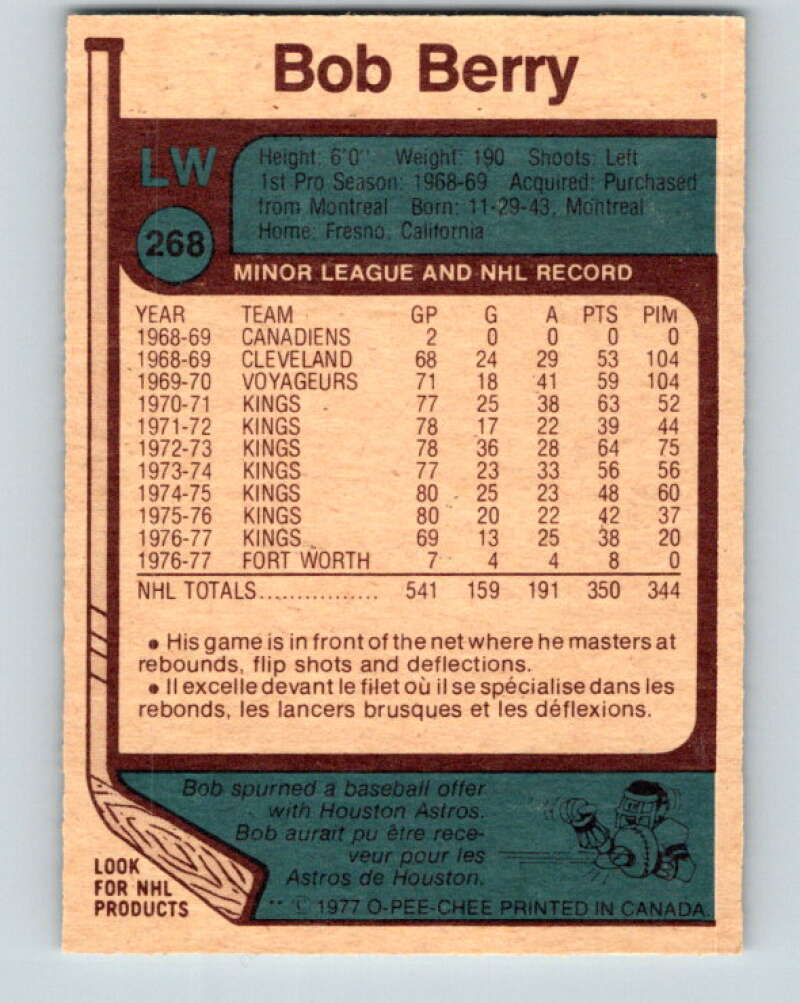 Bob Berry
LW
Height: 6'0" Weight: 190 Shoots: Left
1st Pro Season: 1968-69 Acquired: Purchased
from Montreal Born: 11-29-43, Montreal
Home: Fresno, California
268
MINOR LEAGUE AND NHL RECORD
YEAR TEAM GP G A PTS PIM
1968-69 CANADIENS 2 0 0 0 0
1968-69 CLEVELAND 68 24 29 53 104
1969-70 VOYAGEURS 71 18 41 59 104
1970-71 KINGS 77 25 38 63 52
1971-72 KINGS 78 17 22 39 44
1972-73 KINGS 78 36 28 64 75
1973-74 KINGS 77 23 33 56 56
1974-75 KINGS 80 25 23 48 60
1975-76 KINGS 80 20 22 42 37
1976-77 KINGS 69 13 25 38 20
1976-77 FORT WORTH 7 4 4 8 0
NHL TOTALS................ 541 159 191 350 344
• His game is in front of the net where he masters at
rebounds, flip shots and deflections.
• Il excelle devant le filet où il se spécialise dans les
rebonds, les lancers brusques et les déflexions.
Bob spurned a baseball offer
with Houston Astros.
Bob aurait pu être rece-
veur pour les
Astros de Houston.
LOOK
FOR NHL
PRODUCTS
** © 1977 O-PEE-CHEE PRINTED IN CANADA.